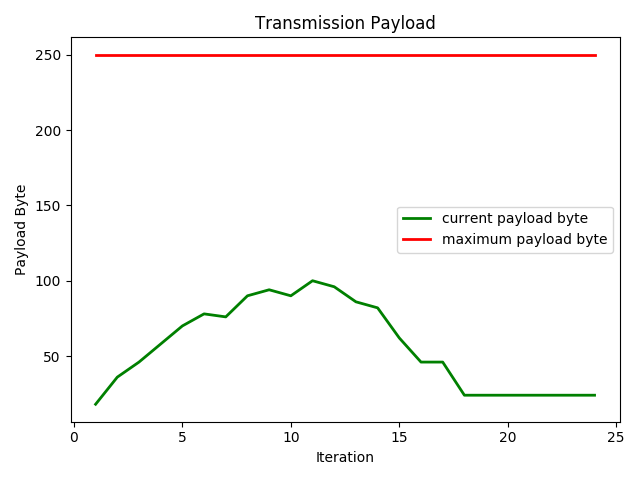 Transmission Payload
250
200
150
100
50
Payload Byte
current payload byte
maximum payload byte
0 5 10 15 20 25
Iteration